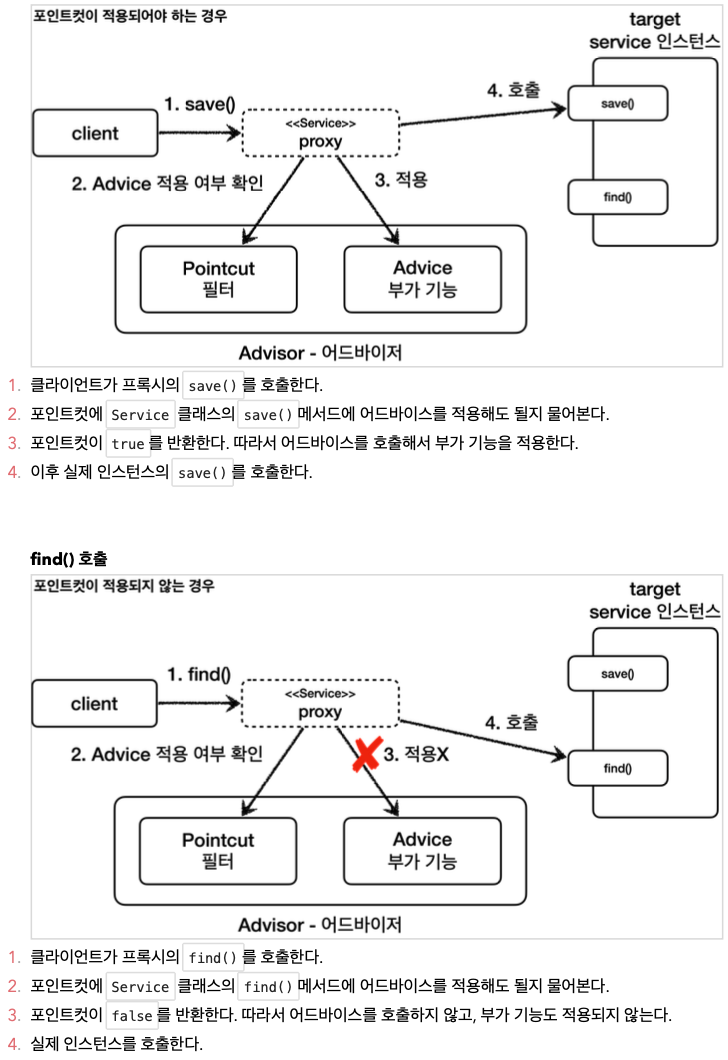 포인트컷이 적용되어야 하는 경우
target
service 인스턴스
1. save()
4. 호출
client
<<Service>>
proxy
save()
2. Advice 적용 여부 확인
3. 적용
find()
Pointcut
필터
Advice
부가 기능
Advisor - 어드바이저
1. 클라이언트가 프록시의 save() 를 호출한다.
2. 포인트컷에 Service 클래스의 save() 메서드에 어드바이스를 적용해도 될지 물어본다.
3. 포인트컷이 true 를 반환한다. 따라서 어드바이스를 호출해서 부가 기능을 적용한다.
4. 이후 실제 인스턴스의 save() 를 호출한다.
find() 호출
포인트컷이 적용되지 않는 경우
target
service 인스턴스
1. find()
client
<<Service>>
proxy
save()
4. 호출
2. Advice 적용 여부 확인
3. 적용X
find()
Pointcut
필터
Advice
부가 기능
Advisor - 어드바이저
1. 클라이언트가 프록시의 find() 를 호출한다.
2. 포인트컷에 Service 클래스의 find() 메서드에 어드바이스를 적용해도 될지 물어본다.
3. 포인트컷이 false 를 반환한다. 따라서 어드바이스를 호출하지 않고, 부가 기능도 적용되지 않는다.
4. 실제 인스턴스를 호출한다.